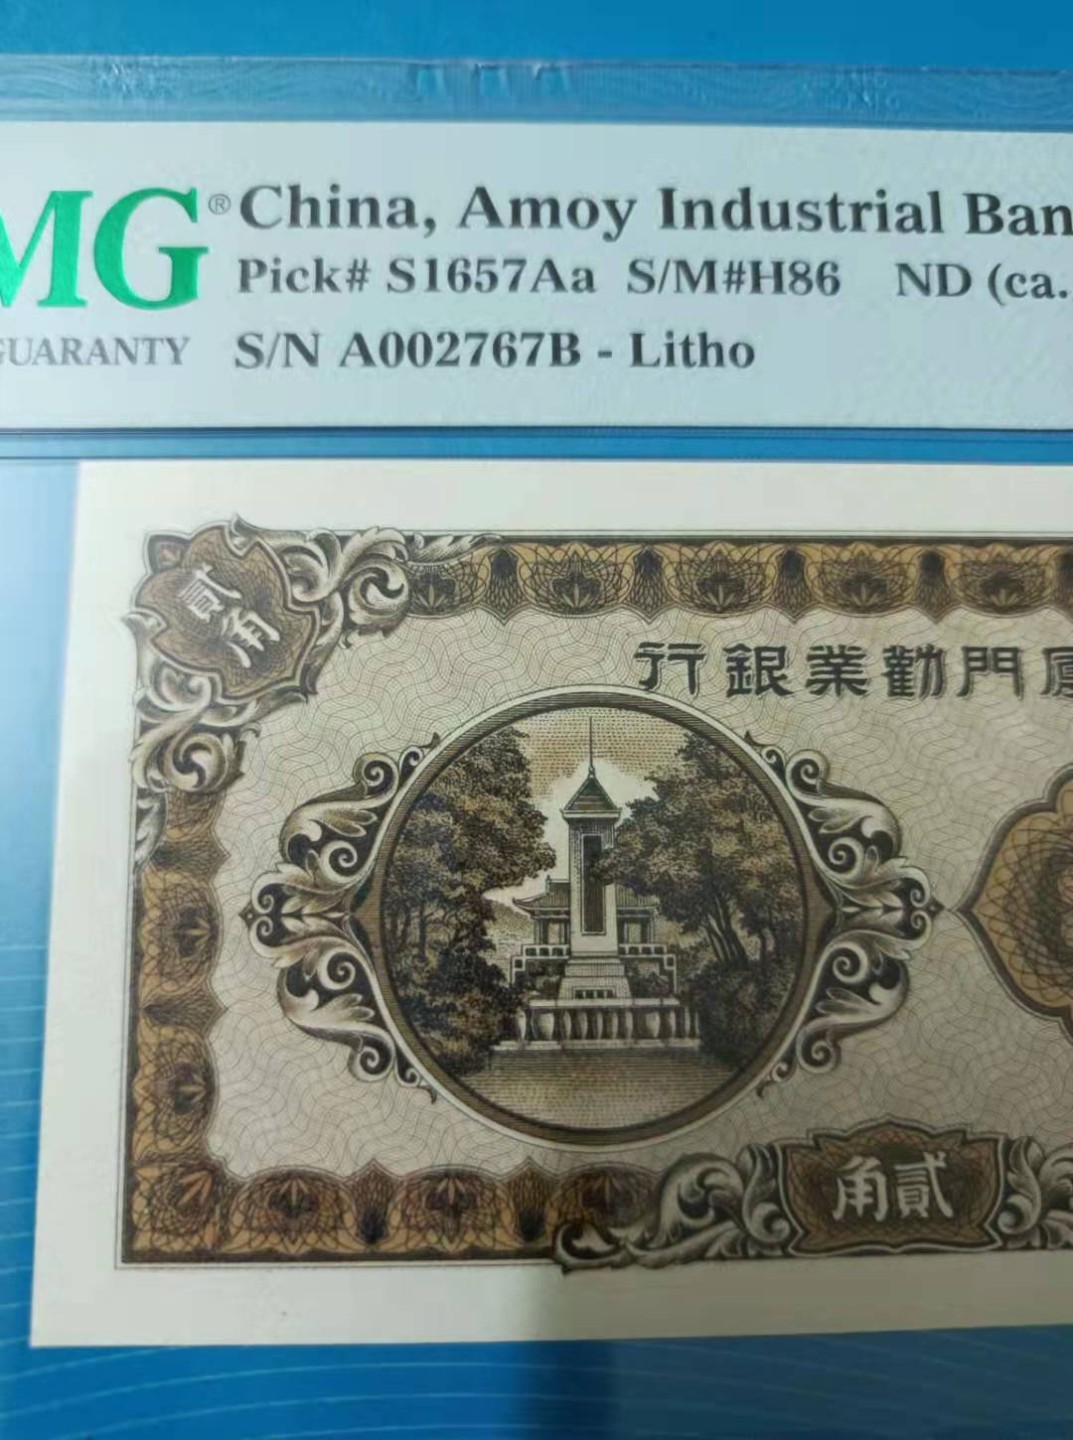 MG® China, Amoy Industrial Ban
Pick# S1657Aa S/M#H86 ND (ca.
GUARANTY S/N A002767B - Litho
貳角
行銀業勸門厦
角貳